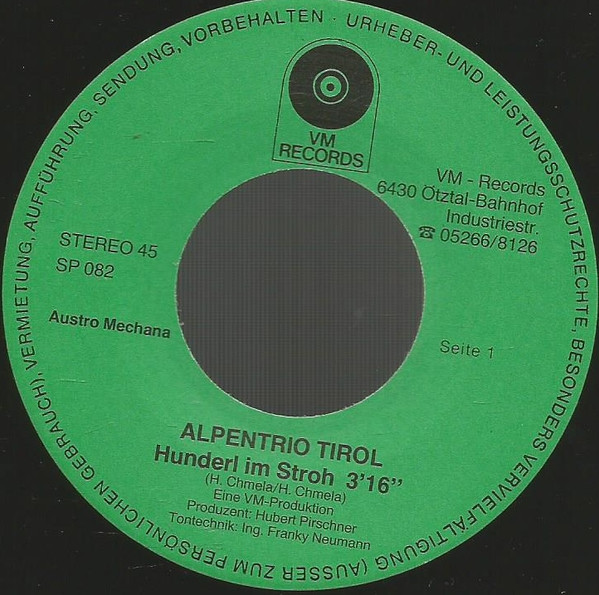 URHEBER- UND LEISTUNGSSCHUTZRECHTE, BESONDERS VERVIELFÄLTIGUNG (AUSSER ZUM PERSÖNLICHEN GEBRAUCH), VERMIETUNG, AUFFÜHRUNG, SENDUNG, VORBEHALTEN ·
VM
RECORDS
VM - Records
6430 Ötztal-Bahnhof
Industriestr.
☎ 05266/8126
STEREO 45
SP 082
Austro Mechana
Seite 1
ALPENTRIO TIROL
Hunderl im Stroh 3'16"
(H. Chmela/H. Chmela)
Eine VM-Produktion
Produzent: Hubert Pirschner
Tontechnik: Ing. Franky Neumann